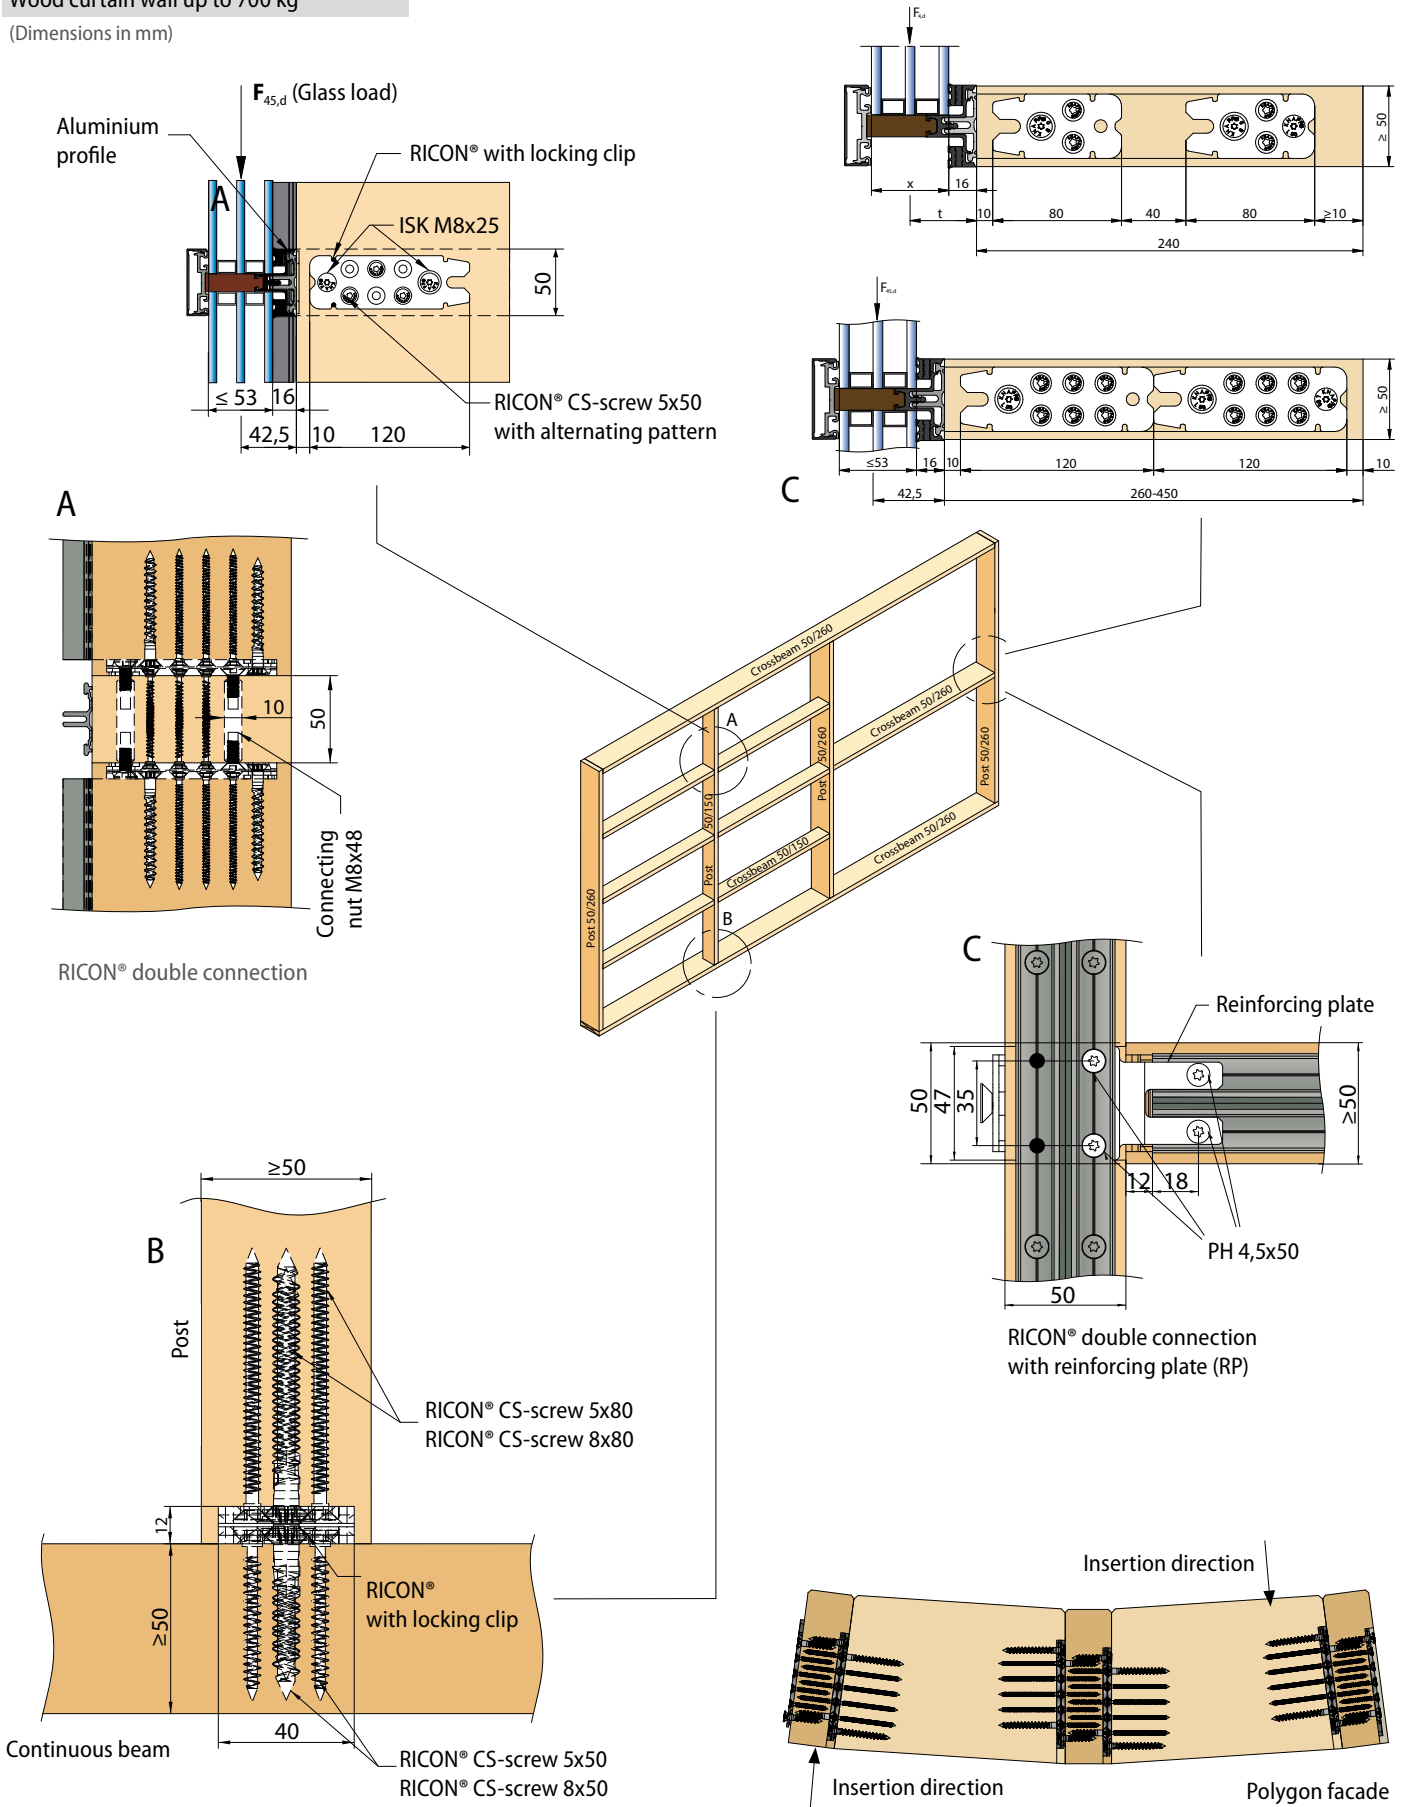 Wood curtain wall up to 700 kg
(Dimensions in mm)
F45,d (Glass load)
Aluminium
profile
RICON® with locking clip
A
ISK M8x25
50
≤ 53
16
42,5
10
120
RICON® CS-screw 5x50
with alternating pattern
F4,d
≥ 50
x
16
t
10
80
40
80
≥10
240
F45,d
≥ 50
≤53
16
10
120
120
10
42,5
260-450
C
A
10
50
Connecting
nut M8x48
RICON® double connection
Crossbeam 50/260
A
Crossbeam 50/260
Post 50/260
Post 50/260
Post 50/150
Crossbeam 50/150
Crossbeam 50/260
Post 50/260
B
C
Reinforcing plate
50
47
35
≥50
12
18
PH 4,5x50
50
RICON® double connection
with reinforcing plate (RP)
≥50
B
Post
RICON® CS-screw 5x80
RICON® CS-screw 8x80
12
≥50
RICON®
with locking clip
40
Continuous beam
RICON® CS-screw 5x50
RICON® CS-screw 8x50
Insertion direction
Insertion direction
Polygon facade